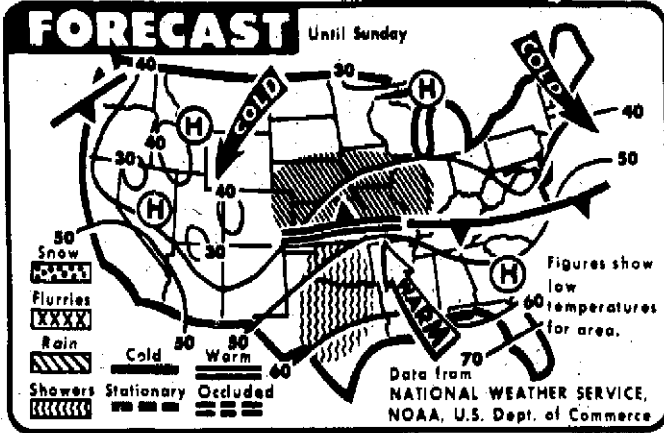 FORECAST
Until Sunday
40
30
COLD
COLD
H
H
40
40
30
40
50
H
50
30
H
50
50
60
60
70
WARM
Snow
Flurries
Rain
Showers
Cold
Warm
Stationary
Occluded
Figures show
low
temperatures
for area.
Data from
NATIONAL WEATHER SERVICE,
NOAA, U.S. Dept. of Commerce